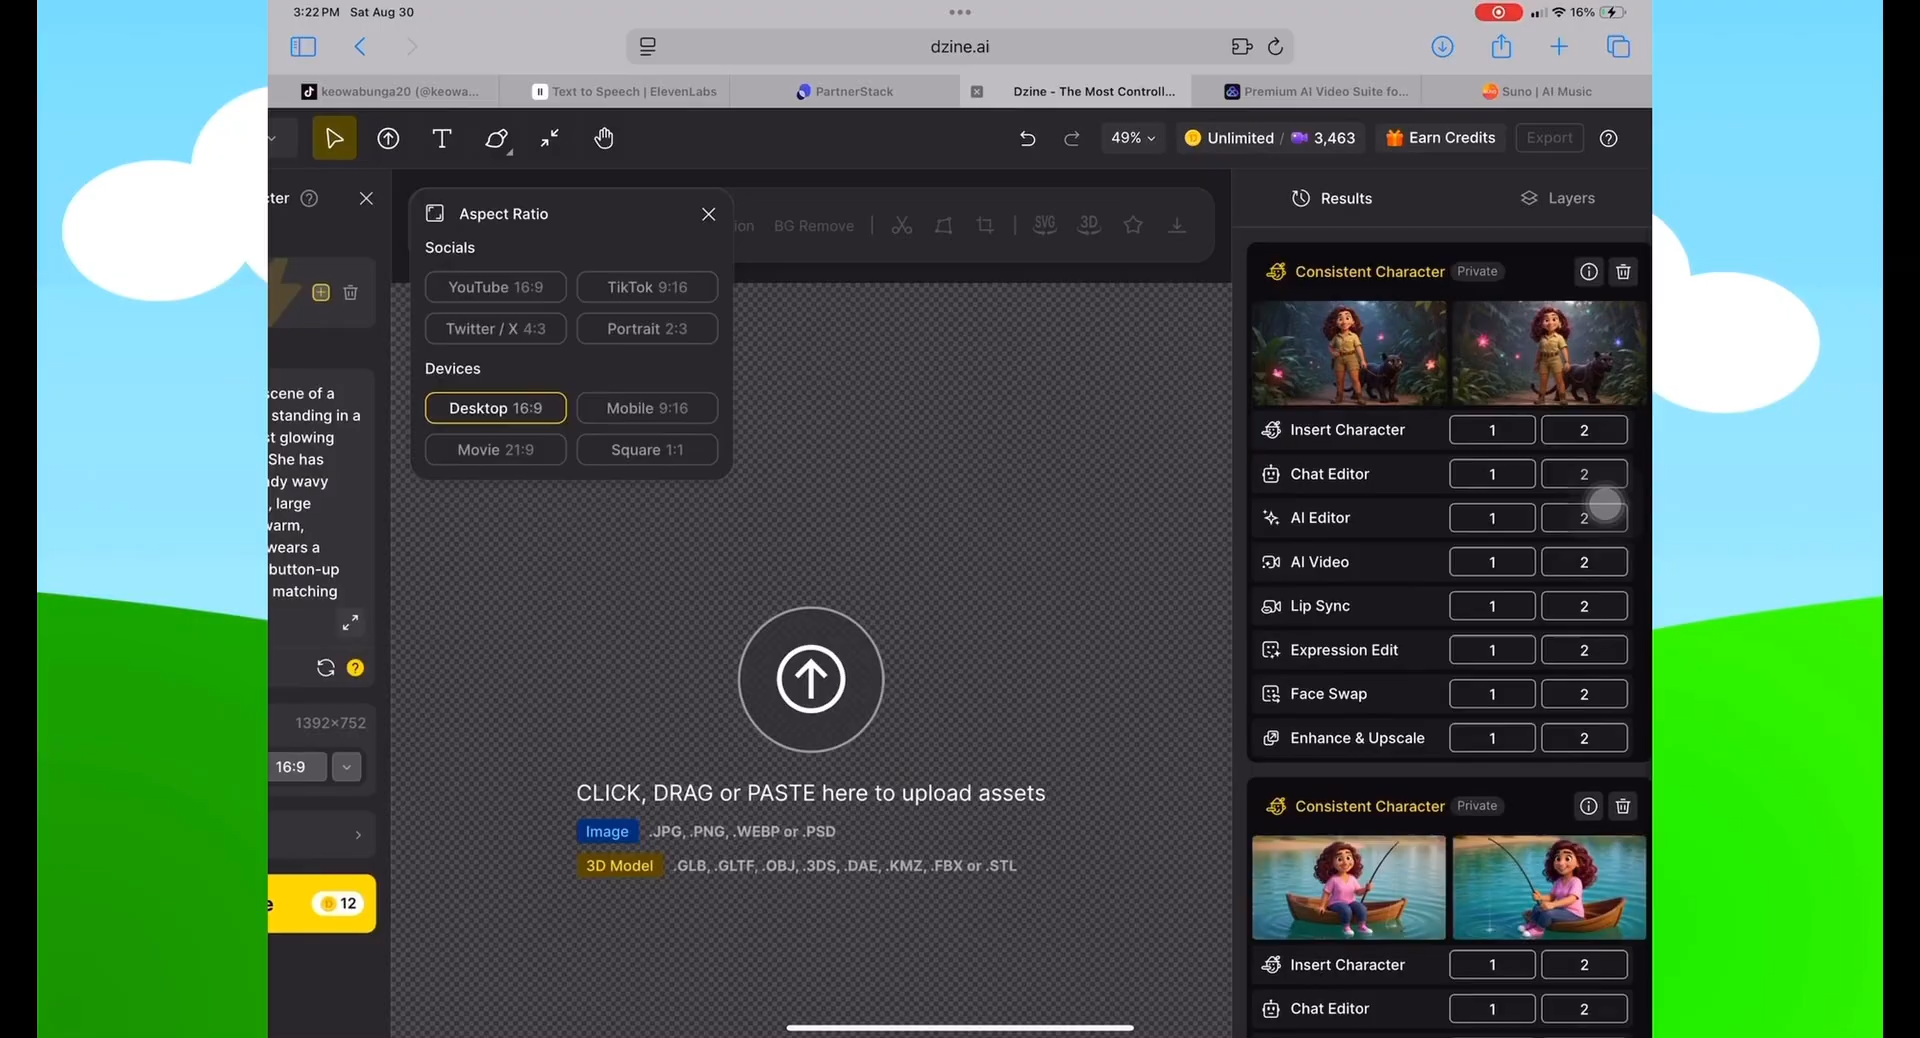 3:22 PM Sat Aug 30
16%
dzine.ai
keowabunga20 (@keowa...
Text to Speech | ElevenLabs
PartnerStack
Dzine - The Most Controll...
Premium AI Video Suite fo...
Suno | AI Music
T
49%
Unlimited / 3,463
Earn Credits
Export
cter
Aspect Ratio
Socials
YouTube 16:9
TikTok 9:16
Twitter / X 4:3
Portrait 2:3
Devices
Desktop 16:9
Mobile 9:16
Movie 21:9
Square 1:1
ion
BG Remove
SVG
3D
Results
Layers
scene of a
standing in a
st glowing
She has
dy wavy
, large
warm,
wears a
button-up
matching
1392×752
16:9
e
12
CLICK, DRAG or PASTE here to upload assets
Image .JPG, .PNG, .WEBP or .PSD
3D Model .GLB, .GLTF, .OBJ, .3DS, .DAE, .KMZ, .FBX or .STL
Consistent Character Private
Insert Character 1 2
Chat Editor 1 2
AI Editor 1 2
AI Video 1 2
Lip Sync 1 2
Expression Edit 1 2
Face Swap 1 2
Enhance & Upscale 1 2
Consistent Character Private
Insert Character 1 2
Chat Editor 1 2